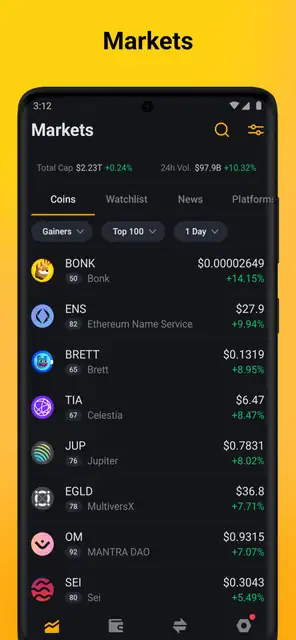 Markets
3:12
Markets
Total Cap $2.23T +0.24% 24h Vol. $97.9B +10.32%
Coins Watchlist News Platforms
Gainers Top 100 1 Day
BONK $0.00002649
50 Bonk +14.15%
ENS $27.9
82 Ethereum Name Service +9.94%
BRETT $0.1319
65 Brett +8.95%
TIA $6.47
67 Celestia +8.47%
JUP $0.7831
76 Jupiter +8.02%
EGLD $36.8
78 MultiversX +7.71%
OM $0.9315
92 MANTRA DAO +7.07%
SEI $0.3043
80 Sei +5.49%